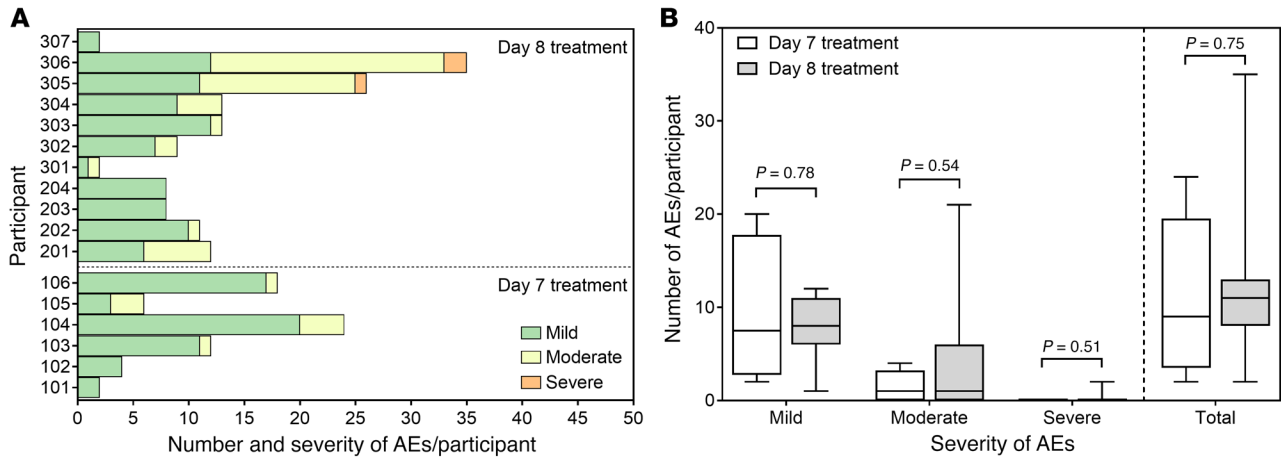 A
Participant
307
306
305
304
303
302
301
204
203
202
201
106
105
104
103
102
101
Day 8 treatment
Day 7 treatment
Mild
Moderate
Severe
0 5 10 15 20 25 30 35 40 45 50
Number and severity of AEs/participant
B
Number of AEs/participant
40
30
20
10
0
Day 7 treatment
Day 8 treatment
P = 0.78
P = 0.54
P = 0.51
P = 0.75
Mild Moderate Severe Total
Severity of AEs